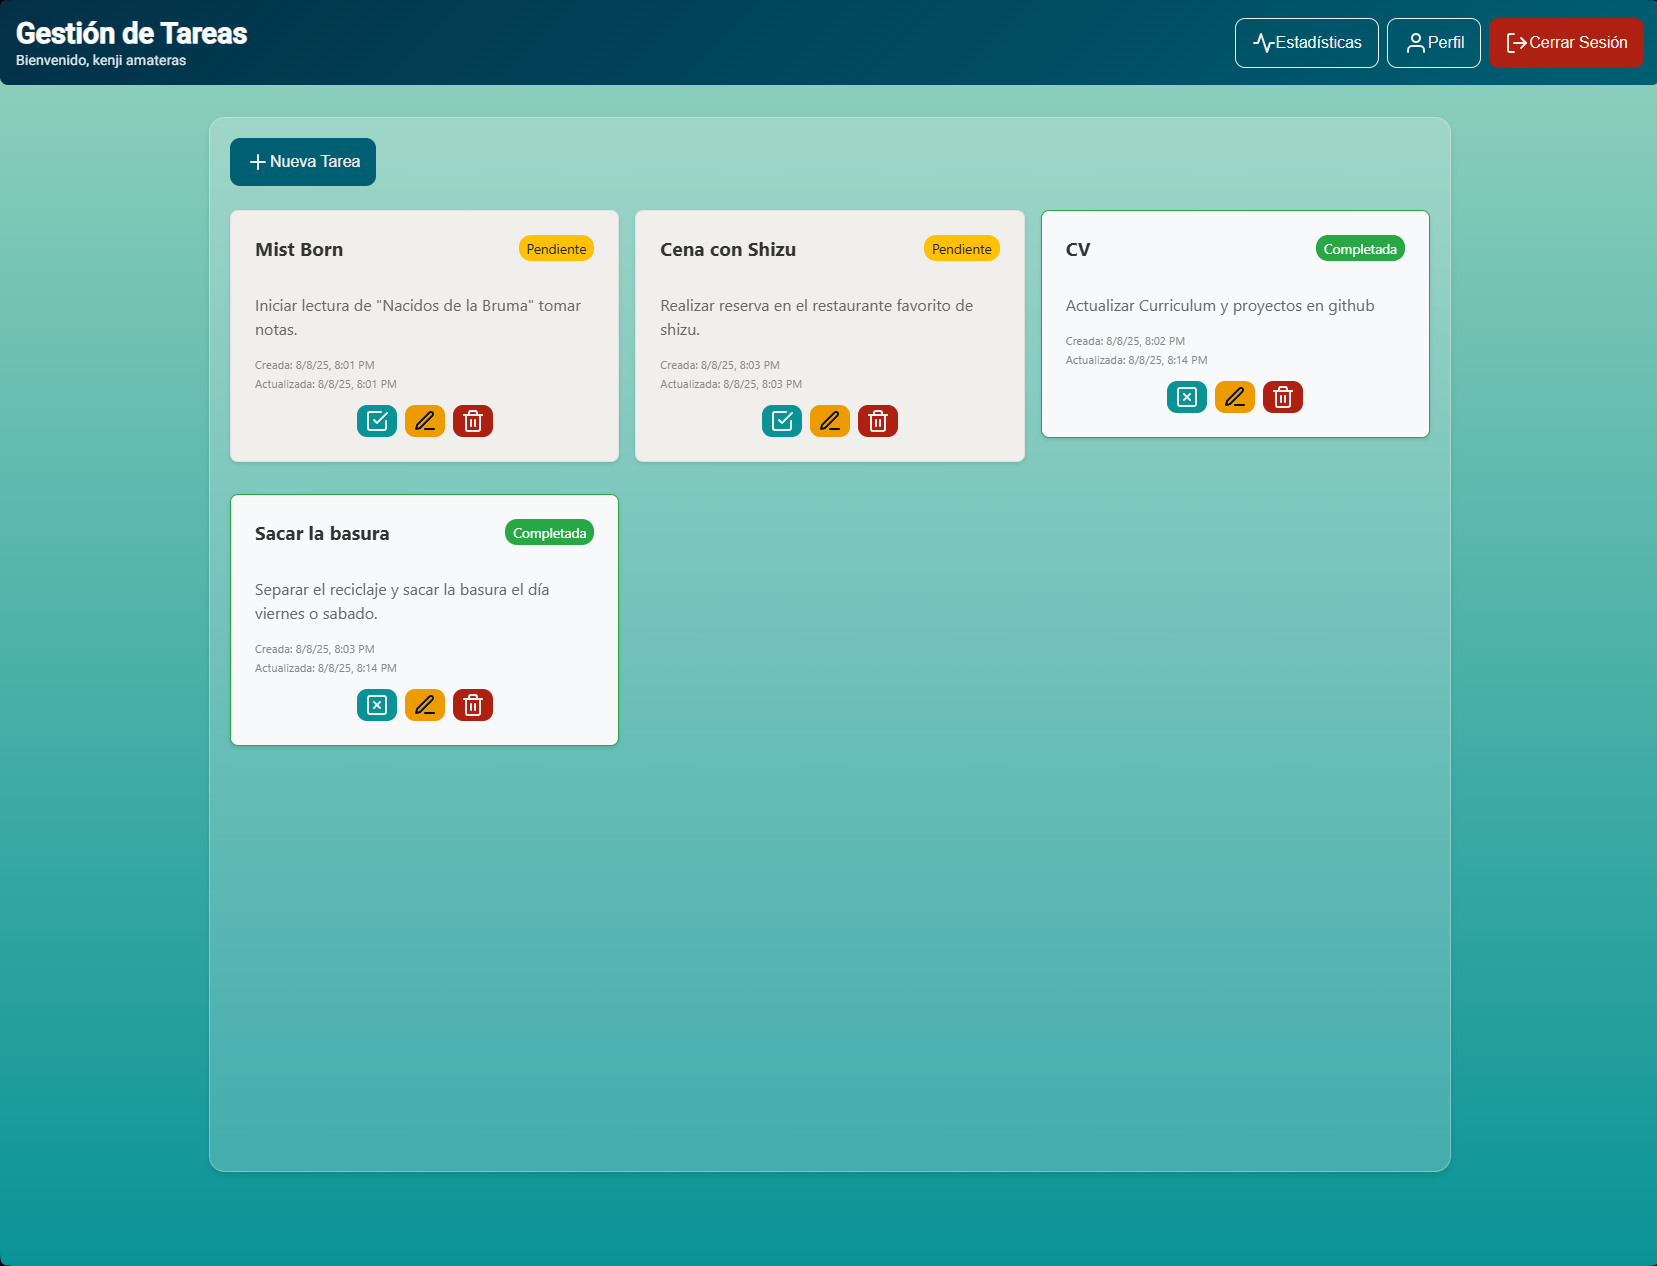 Gestión de Tareas
Bienvenido, kenji amateras
Estadísticas
Perfil
Cerrar Sesión
Nueva Tarea
Mist Born
Pendiente
Iniciar lectura de "Nacidos de la Bruma" tomar
notas.
Creada: 8/8/25, 8:01 PM
Actualizada: 8/8/25, 8:01 PM
Cena con Shizu
Pendiente
Realizar reserva en el restaurante favorito de
shizu.
Creada: 8/8/25, 8:03 PM
Actualizada: 8/8/25, 8:03 PM
CV
Completada
Actualizar Curriculum y proyectos en github
Creada: 8/8/25, 8:02 PM
Actualizada: 8/8/25, 8:14 PM
Sacar la basura
Completada
Separar el reciclaje y sacar la basura el día
viernes o sabado.
Creada: 8/8/25, 8:03 PM
Actualizada: 8/8/25, 8:14 PM